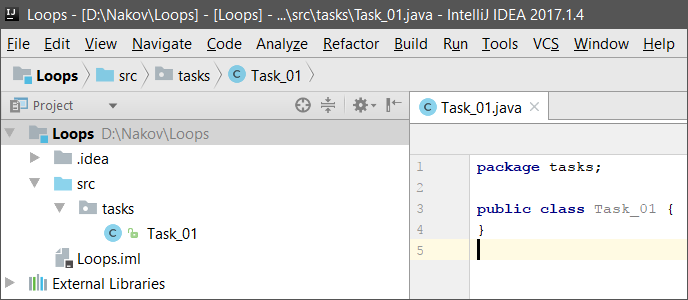 Loops - [D:\Nakov\Loops] - [Loops] - ...\src\tasks\Task_01.java - IntelliJ IDEA 2017.1.4
File Edit View Navigate Code Analyze Refactor Build Run Tools VCS Window Help
Loops src tasks Task_01
Project
Task_01.java
Loops D:\Nakov\Loops
.idea
src
tasks
Task_01
Loops.iml
External Libraries
1 package tasks;
2
3 public class Task_01 {
4 }
5